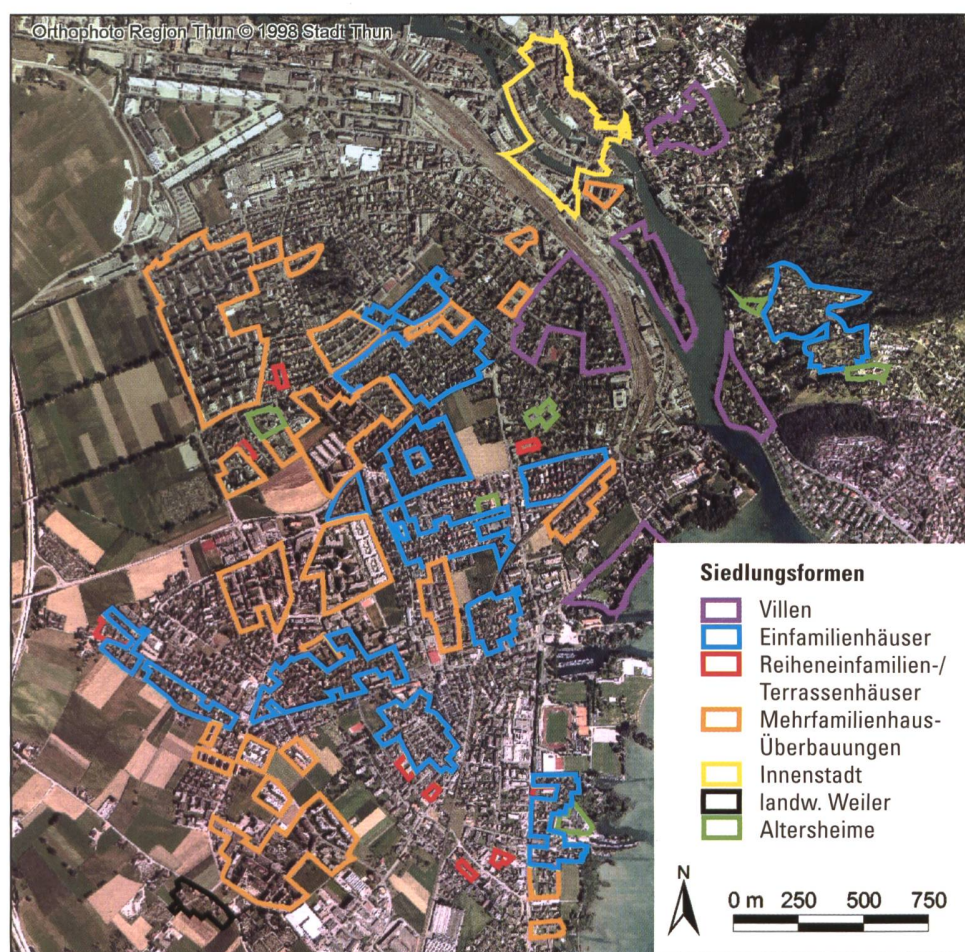 Orthophoto Region Thun © 1998 Stadt Thun
Siedlungsformen
Villen
Einfamilienhäuser
Reiheneinfamilien-/
Terrassenhäuser
Mehrfamilienhaus-
Überbauungen
Innenstadt
landw. Weiler
Altersheime
N
0 m 250 500 750